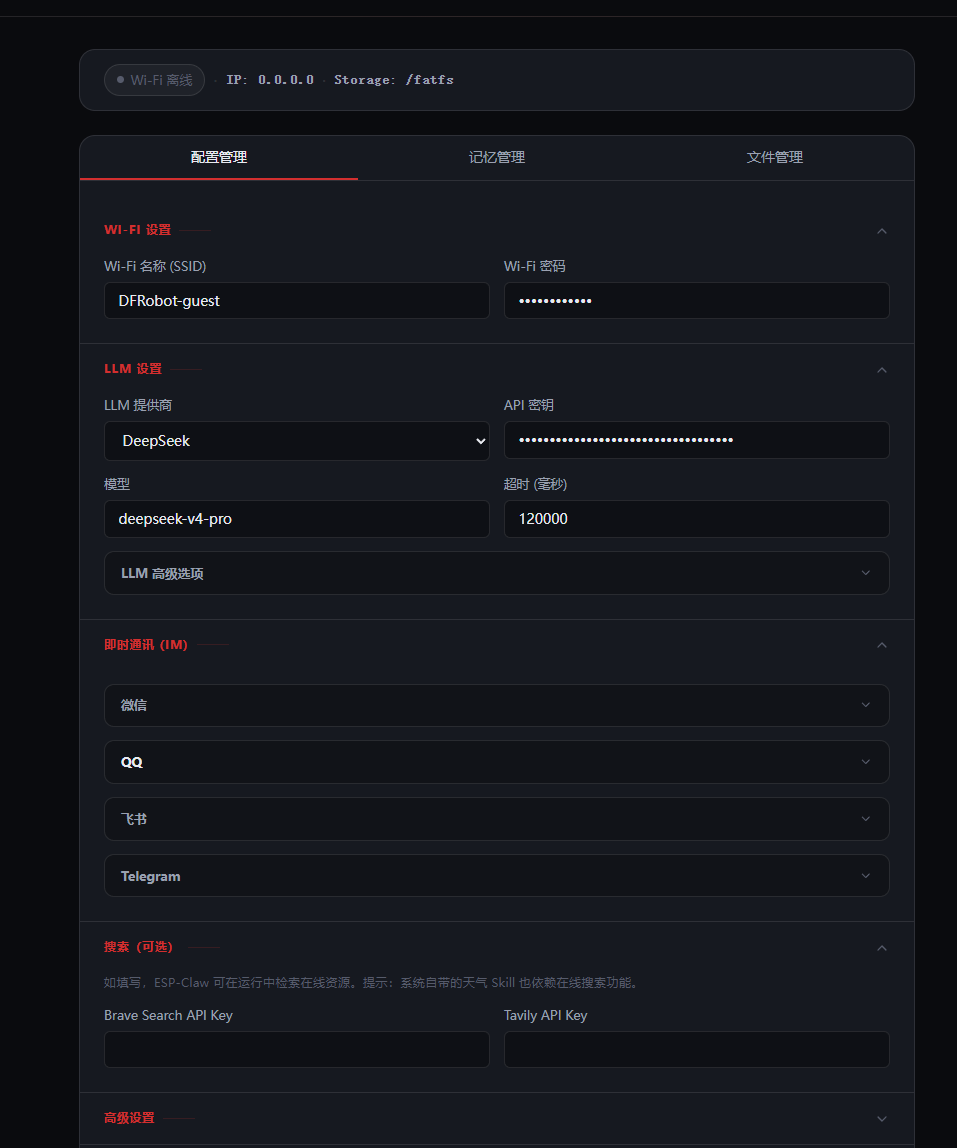 Wi-Fi 离线 · IP: 0.0.0.0 · Storage: /fatfs
配置管理 记忆管理 文件管理
WI-FI 设置
Wi-Fi 名称 (SSID) Wi-Fi 密码
DFRobot-guest ••••••••••••
LLM 设置
LLM 提供商 API 密钥
DeepSeek •••••••••••••••••••••••••••••••••••
模型 超时 (毫秒)
deepseek-v4-pro 120000
LLM 高级选项
即时通讯 (IM)
微信
QQ
飞书
Telegram
搜索 (可选)
如填写，ESP-Claw 可在运行中检索在线资源。提示：系统自带的天气 Skill 也依赖在线搜索功能。
Brave Search API Key Tavily API Key
高级设置